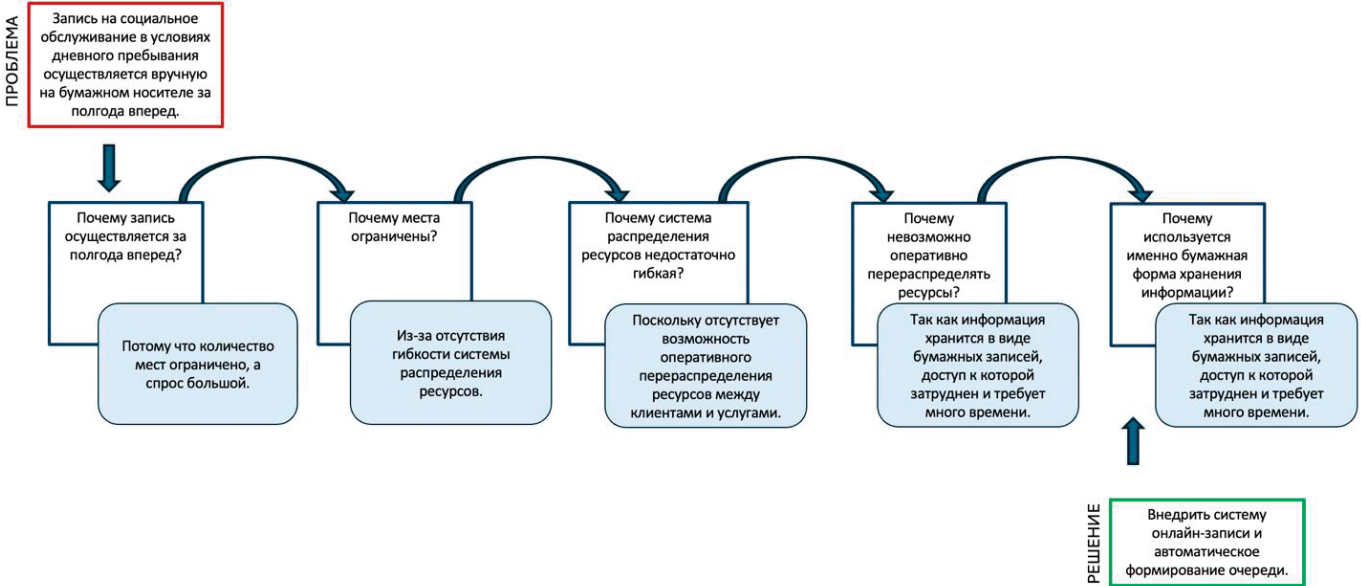 ПРОБЛЕМА
Запись на социальное
обслуживание в условиях
дневного пребывания
осуществляется вручную
на бумажном носителе за
полгода вперед.
Почему запись
осуществляется за
полгода вперед?
Потому что количество
мест ограничено, а
спрос большой.
Почему места
ограничены?
Из-за отсутствия
гибкости системы
распределения
ресурсов.
Почему система
распределения
ресурсов недостаточно
гибкая?
Поскольку отсутствует
возможность
оперативного
перераспределения
ресурсов между
клиентами и услугами.
Почему
невозможно
оперативно
перераспределять
ресурсы?
Так как информация
хранится в виде
бумажных записей,
доступ к которой
затруднен и требует
много времени.
Почему
используется
именно бумажная
форма хранения
информации?
Так как информация
хранится в виде
бумажных записей,
доступ к которой
затруднен и требует
много времени.
РЕШЕНИЕ
Внедрить систему
онлайн-записи и
автоматическое
формирование очереди.